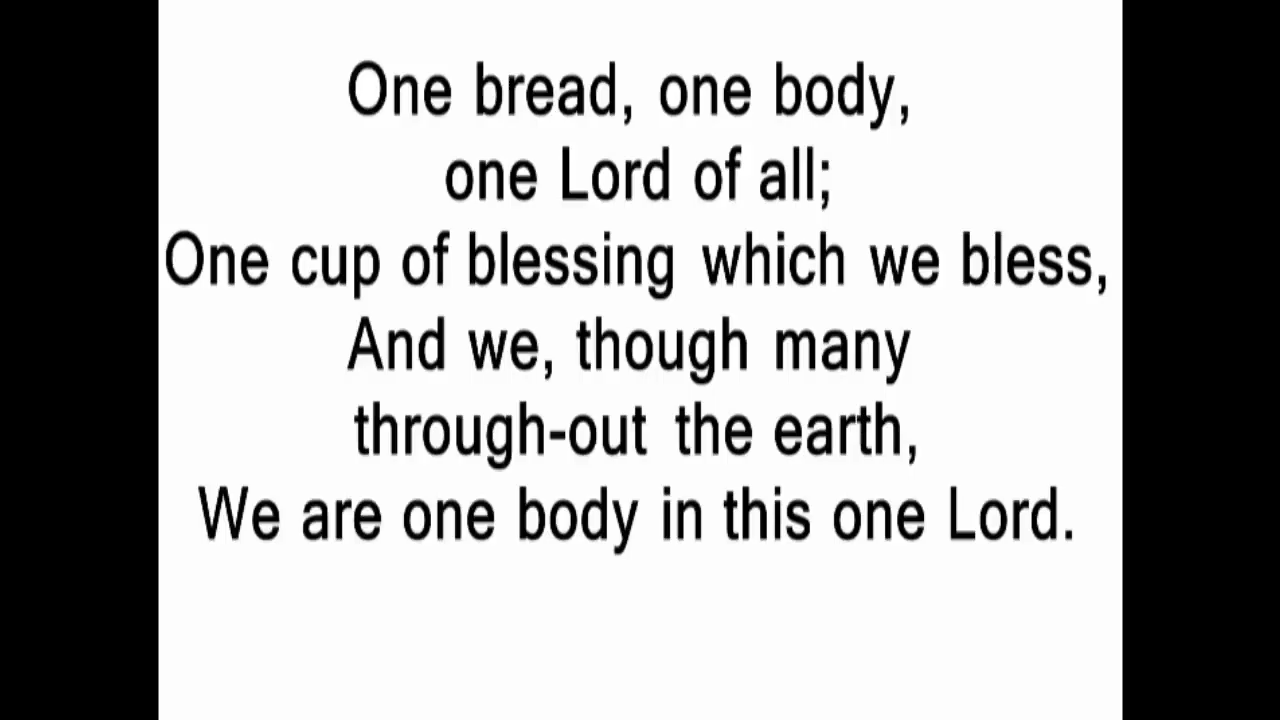 One bread, one body,
one Lord of all;
One cup of blessing which we bless,
And we, though many
through-out the earth,
We are one body in this one Lord.